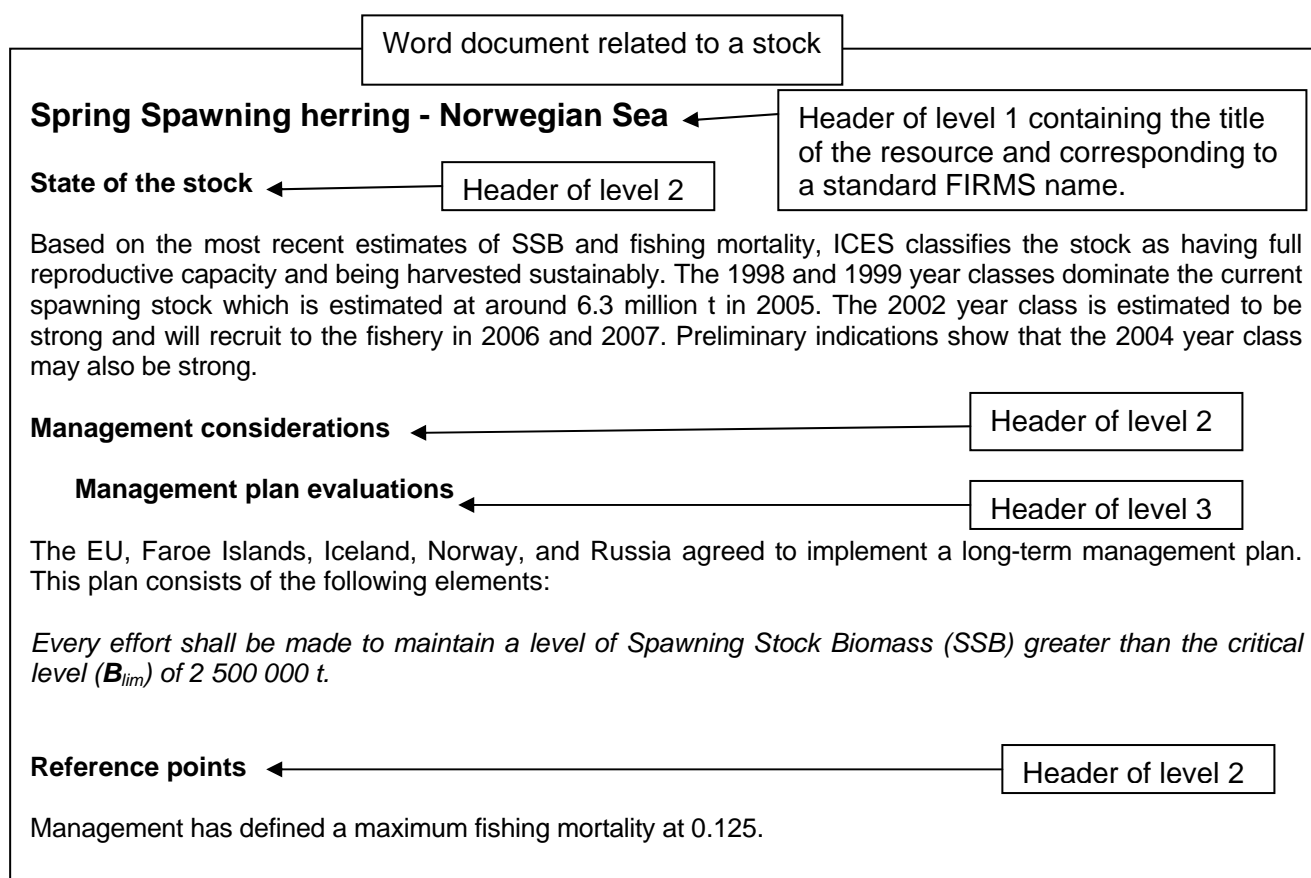 Word document related to a stock
Spring Spawning herring - Norwegian Sea
Header of level 1 containing the title
of the resource and corresponding to
a standard FIRMS name.
State of the stock
Header of level 2
Based on the most recent estimates of SSB and fishing mortality, ICES classifies the stock as having full
reproductive capacity and being harvested sustainably. The 1998 and 1999 year classes dominate the current
spawning stock which is estimated at around 6.3 million t in 2005. The 2002 year class is estimated to be
strong and will recruit to the fishery in 2006 and 2007. Preliminary indications show that the 2004 year class
may also be strong.
Management considerations
Header of level 2
Management plan evaluations
Header of level 3
The EU, Faroe Islands, Iceland, Norway, and Russia agreed to implement a long-term management plan.
This plan consists of the following elements:
Every effort shall be made to maintain a level of Spawning Stock Biomass (SSB) greater than the critical
level (Blim) of 2 500 000 t.
Reference points
Header of level 2
Management has defined a maximum fishing mortality at 0.125.